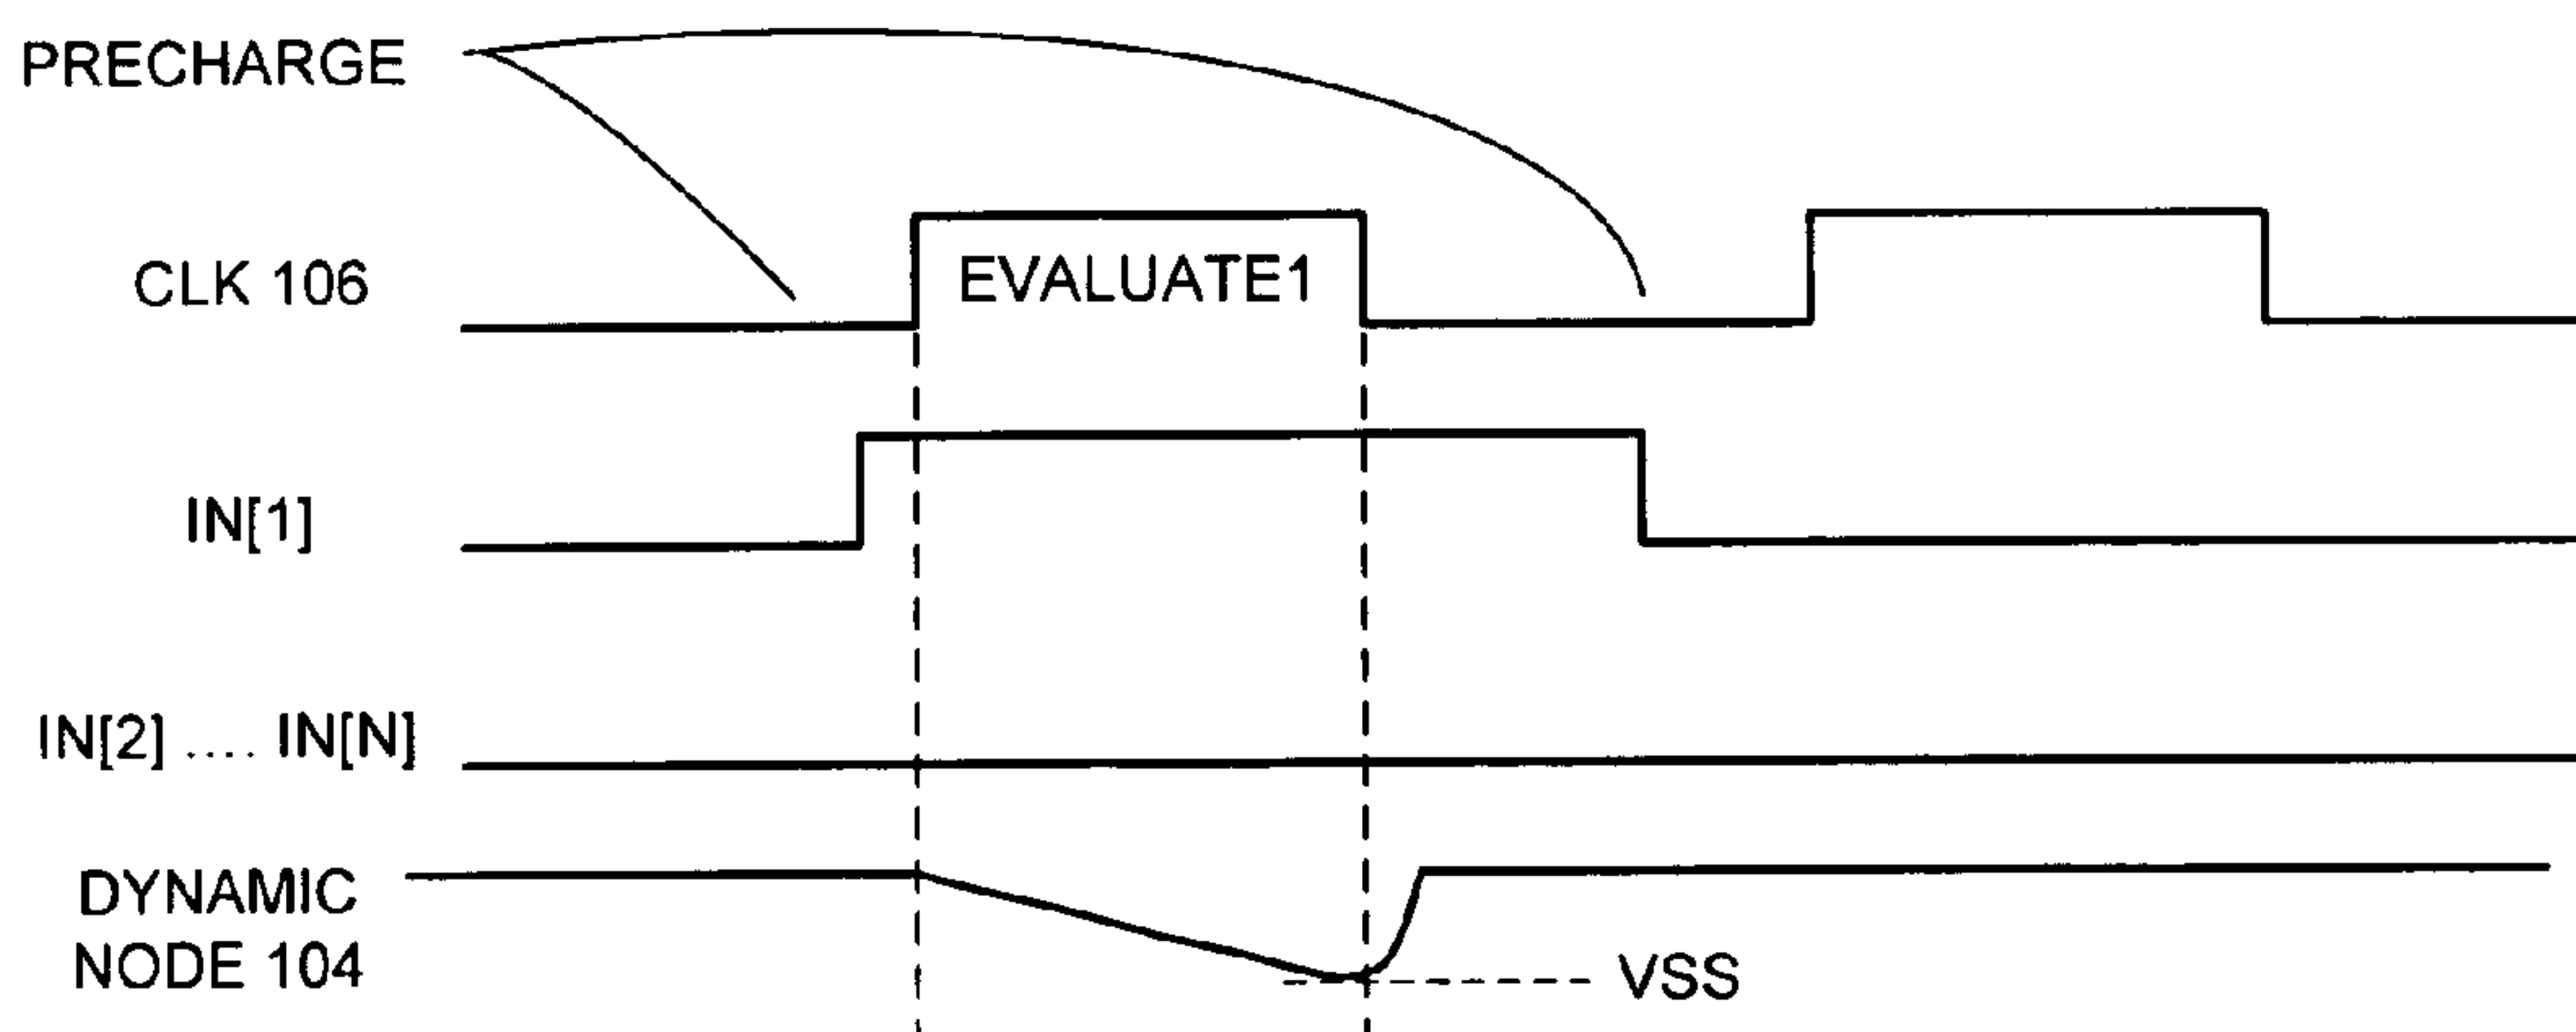 PRECHARGE
CLK 106
EVALUATE1
IN[1]
IN[2] .... IN[N]
DYNAMIC
NODE 104
VSS